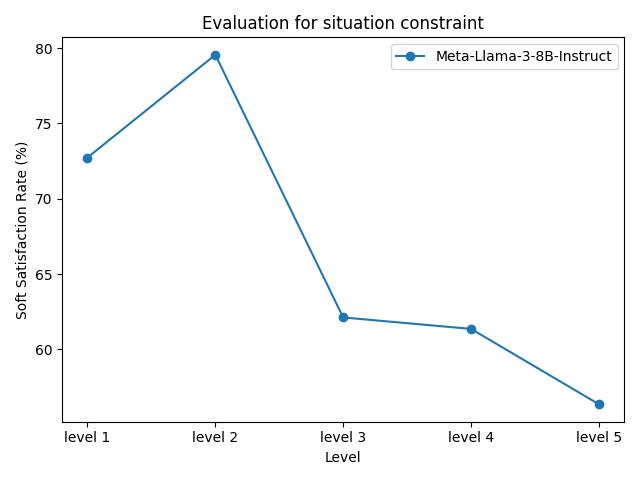 Evaluation for situation constraint
Meta-Llama-3-8B-Instruct
Soft Satisfaction Rate (%)
80
75
70
65
60
level 1
level 2
level 3
level 4
level 5
Level